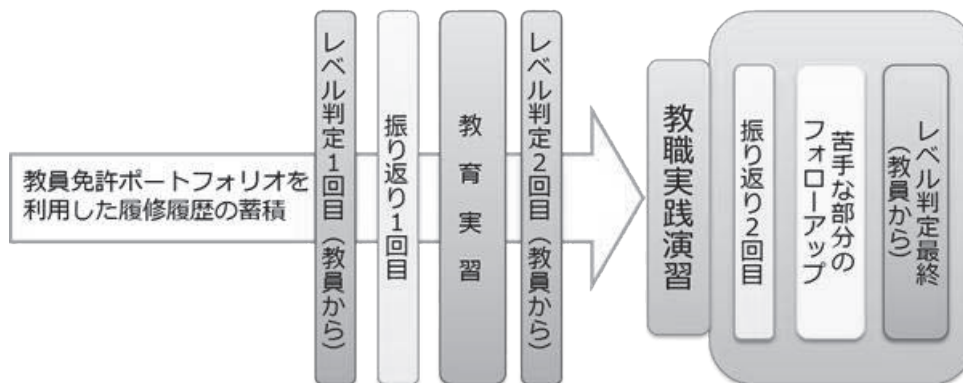 教員免許ポートフォリオを
利用した履修履歴の蓄積
レベル判定1回目（教員から）
振り返り1回目
教育実習
レベル判定2回目（教員から）
教職実践演習
振り返り2回目
苦手な部分の
フォローアップ
レベル判定最終
（教員から）